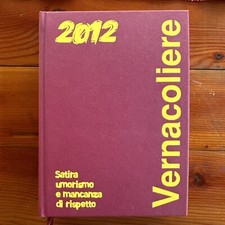 2012
Vernacoliere
Satira
umorismo
e mancanza
di rispetto